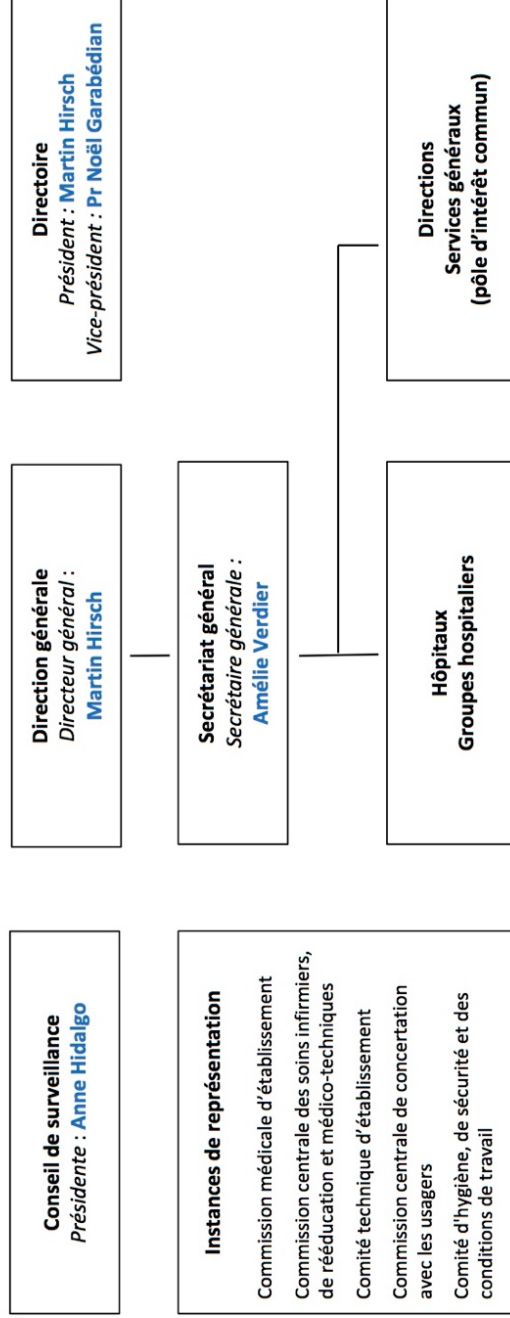 Conseil de surveillance
Présidente : Anne Hidalgo
Direction générale
Directeur général :
Martin Hirsch
Directoire
Président : Martin Hirsch
Vice-président : Pr Noël Garabédian
Instances de représentation
Commission médicale d'établissement
Commission centrale des soins infirmiers,
de rééducation et médico-techniques
Comité technique d'établissement
Commission centrale de concertation
avec les usagers
Comité d'hygiène, de sécurité et des
conditions de travail
Secrétariat général
Secrétaire générale :
Amélie Verdier
Hôpitaux
Groupes hospitaliers
Directions
Services généraux
(pôle d'intérêt commun)